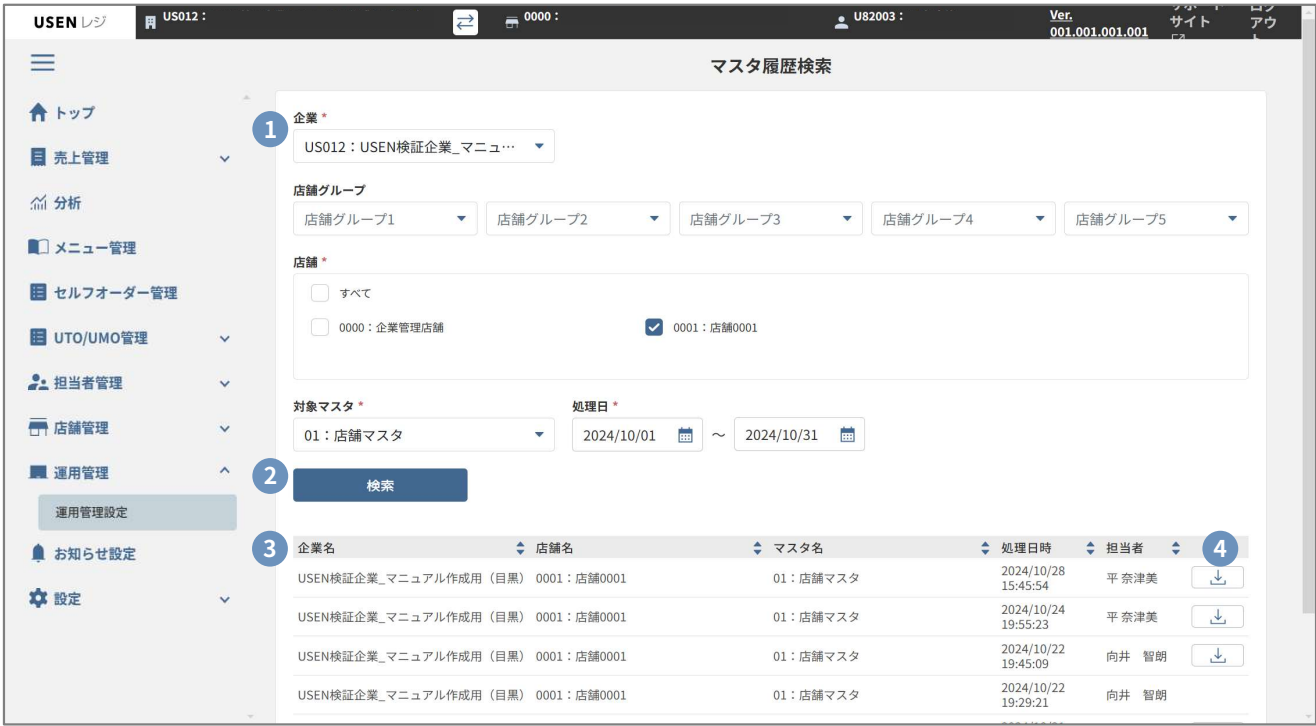 USEN レジ
US012：
0000：
U82003：
Ver.
001.001.001.001
サイト
アウ
マスタ履歴検索
トップ
売上管理
分析
メニュー管理
セルフオーダー管理
UTO/UMO管理
担当者管理
店舗管理
運用管理
運用管理設定
お知らせ設定
設定
1
企業 *
US012：USEN検証企業_マニュ…
店舗グループ
店舗グループ1 店舗グループ2 店舗グループ3 店舗グループ4 店舗グループ5
店舗 *
すべて
0000：企業管理店舗 0001：店舗0001
対象マスタ * 処理日 *
01：店舗マスタ 2024/10/01 ～ 2024/10/31
2
検索
3
企業名 店舗名 マスタ名 処理日時 担当者 4
USEN検証企業_マニュアル作成用（目黒） 0001：店舗0001 01：店舗マスタ 2024/10/28 15:45:54 平 奈津美
USEN検証企業_マニュアル作成用（目黒） 0001：店舗0001 01：店舗マスタ 2024/10/24 19:55:23 平 奈津美
USEN検証企業_マニュアル作成用（目黒） 0001：店舗0001 01：店舗マスタ 2024/10/22 19:45:09 向井　智朗
USEN検証企業_マニュアル作成用（目黒） 0001：店舗0001 01：店舗マスタ 2024/10/22 19:29:21 向井　智朗